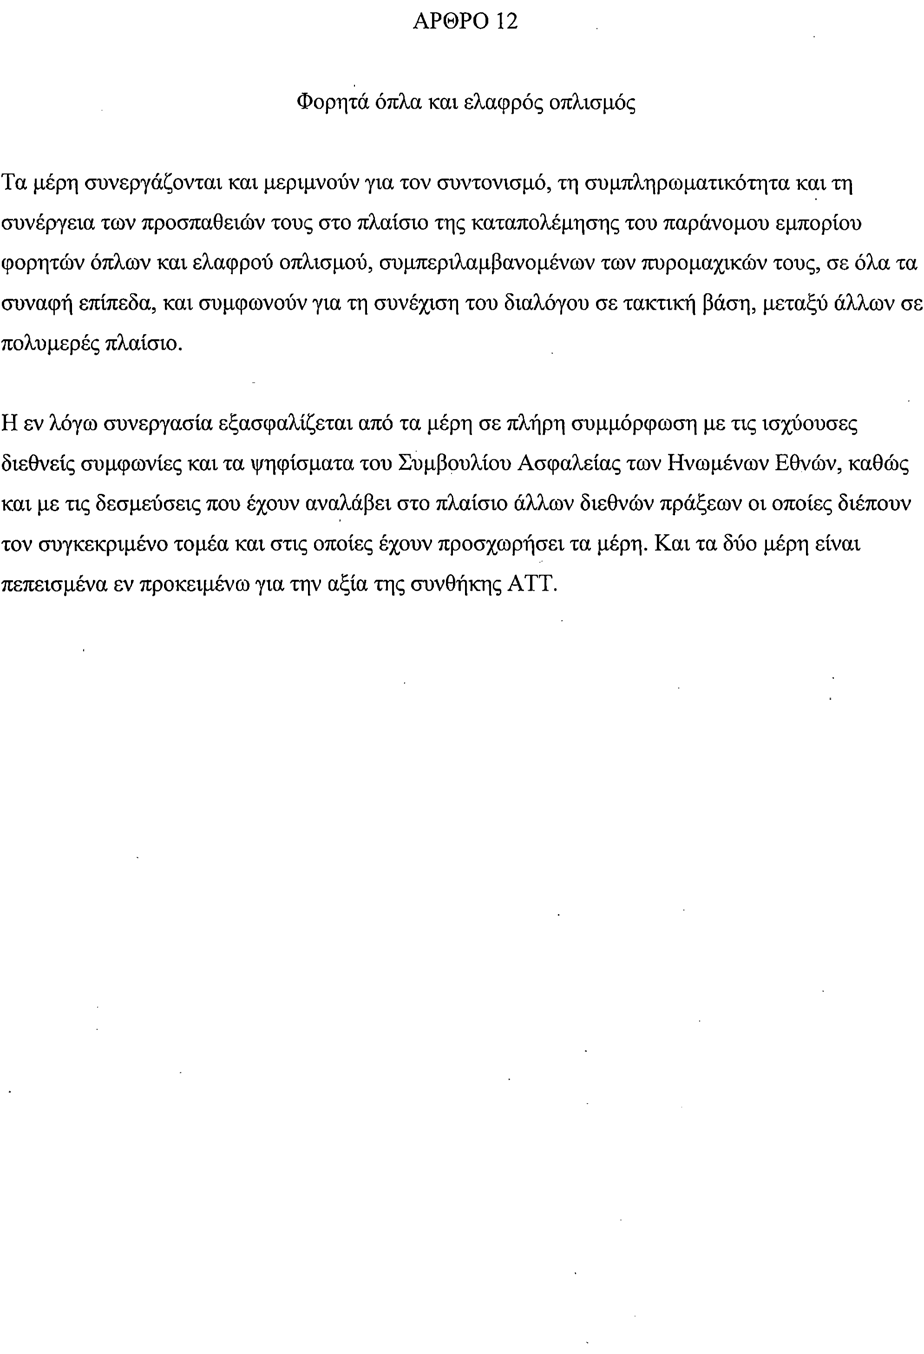 ΑΡΘΡΟ 12
Φορητά όπλα και ελαφρός οπλισμός
Τα μέρη συνεργάζονται και μεριμνούν για τον συντονισμό, τη συμπληρωματικότητα και τη
συνέργεια των προσπαθειών τους στο πλαίσιο της καταπολέμησης του παράνομου εμπορίου
φορητών όπλων και ελαφρού οπλισμού, συμπεριλαμβανομένων των πυρομαχικών τους, σε όλα τα
συναφή επίπεδα, και συμφωνούν για τη συνέχιση του διαλόγου σε τακτική βάση, μεταξύ άλλων σε
πολυμερές πλαίσιο.
Η εν λόγω συνεργασία εξασφαλίζεται από τα μέρη σε πλήρη συμμόρφωση με τις ισχύουσες
διεθνείς συμφωνίες και τα ψηφίσματα του Συμβουλίου Ασφαλείας των Ηνωμένων Εθνών, καθώς
και με τις δεσμεύσεις που έχουν αναλάβει στο πλαίσιο άλλων διεθνών πράξεων οι οποίες διέπουν
τον συγκεκριμένο τομέα και στις οποίες έχουν προσχωρήσει τα μέρη. Και τα δύο μέρη είναι
πεπεισμένα εν προκειμένω για την αξία της συνθήκης ΑΤΤ.